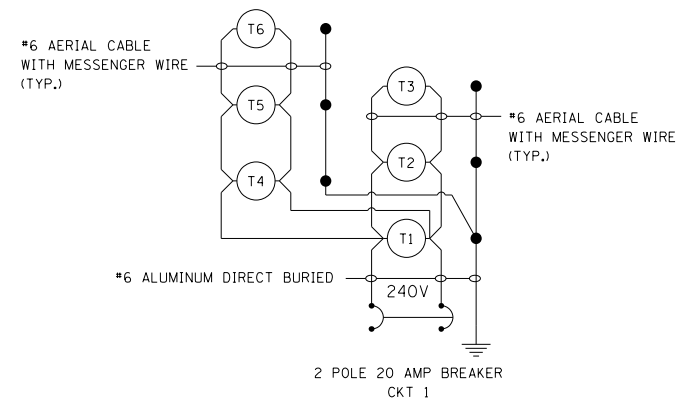 T6
#6 AERIAL CABLE
WITH MESSENGER WIRE
(TYP.)
T5
T4
T3
#6 AERIAL CABLE
WITH MESSENGER WIRE
(TYP.)
T2
T1
#6 ALUMINUM DIRECT BURIED
240V
2 POLE 20 AMP BREAKER
CKT 1